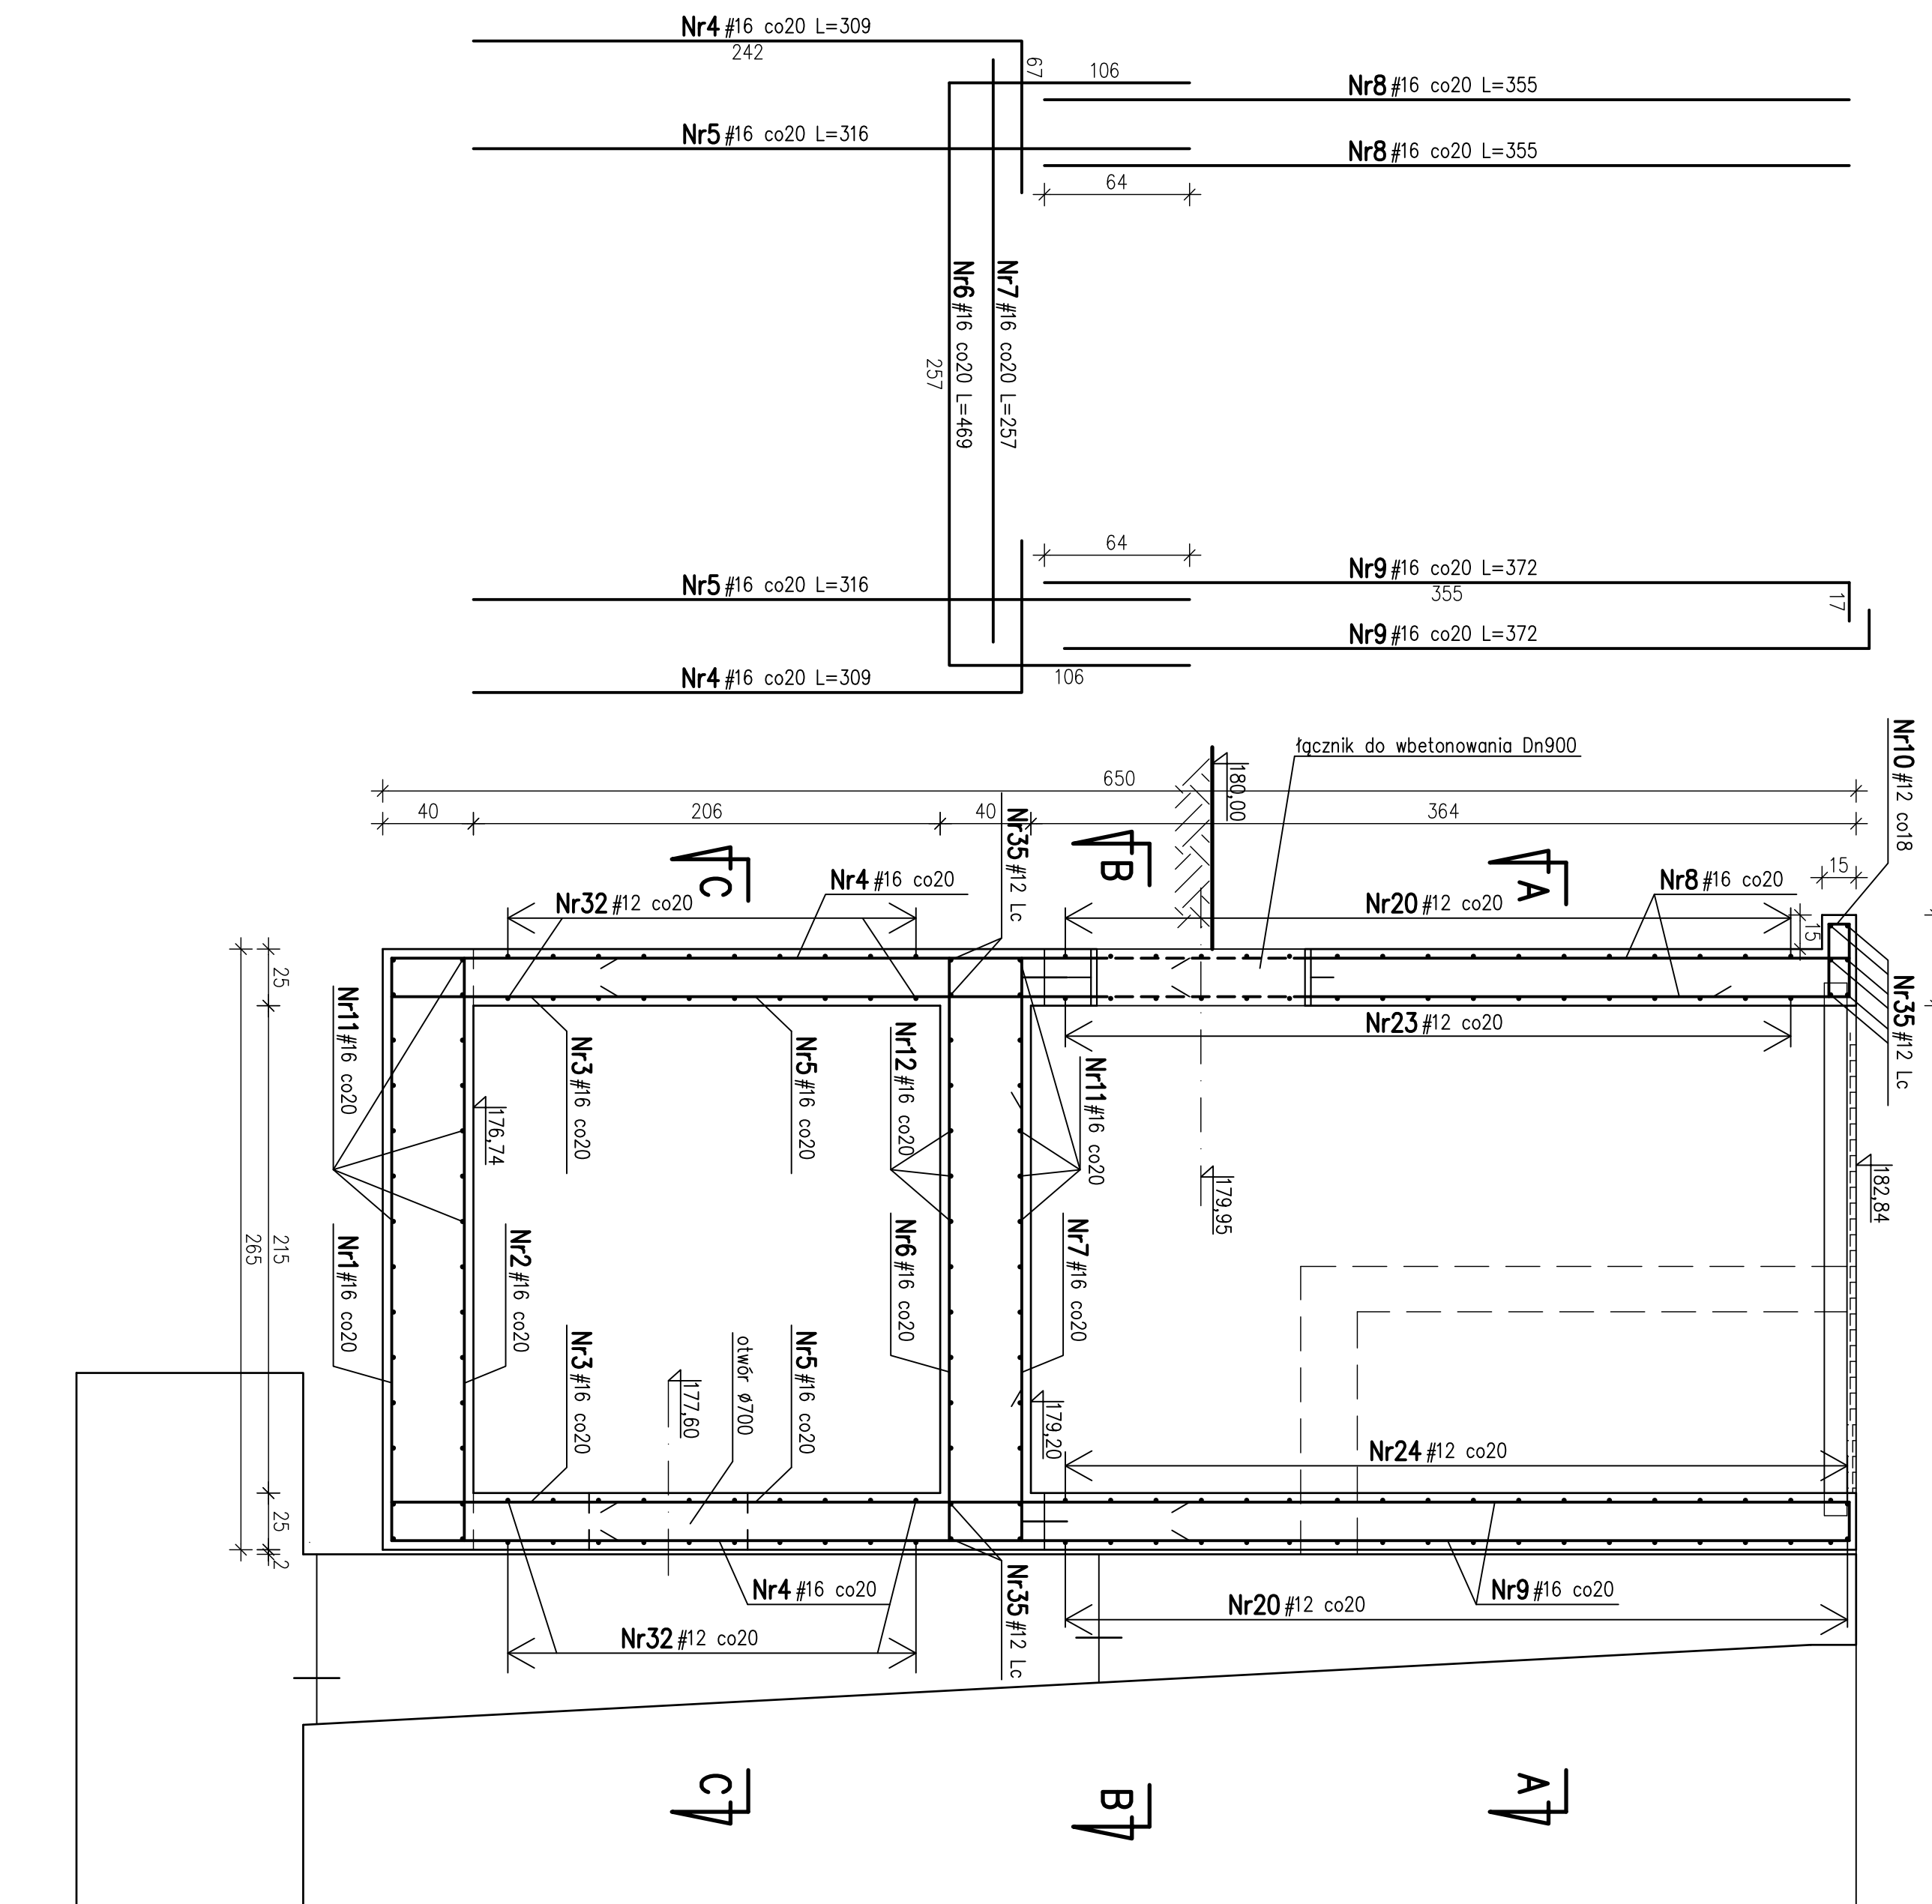 Nr4 #16 co20 L=309
242
67
106
Nr8 #16 co20 L=355
Nr5 #16 co20 L=316
Nr8 #16 co20 L=355
64
Nr6 #16 co20 L=469
Nr7 #16 co20 L=257
257
64
Nr9 #16 co20 L=372
355
17
Nr5 #16 co20 L=316
Nr9 #16 co20 L=372
Nr4 #16 co20 L=309
106
łącznik do wbetonowania Dn900
Nr10 #12 co18
650
180,00
40
206
40
364
Nr35 #12 Lc
15
C
B
A
Nr4 #16 co20
Nr8 #16 co20
Nr32 #12 co20
Nr20 #12 co20
15
25
Nr11 #16 co20
Nr35 #12 Lc
Nr23 #12 co20
Nr3 #16 co20
Nr5 #16 co20
Nr12 #16 co20
Nr11 #16 co20
176,74
179,95
182,84
265
215
Nr1 #16 co20
Nr2 #16 co20
Nr6 #16 co20
Nr7 #16 co20
Nr3 #16 co20
otwór ø700
Nr5 #16 co20
177,60
179,20
Nr24 #12 co20
25
2
Nr4 #16 co20
Nr35 #12 Lc
Nr9 #16 co20
Nr20 #12 co20
Nr32 #12 co20
C
B
A